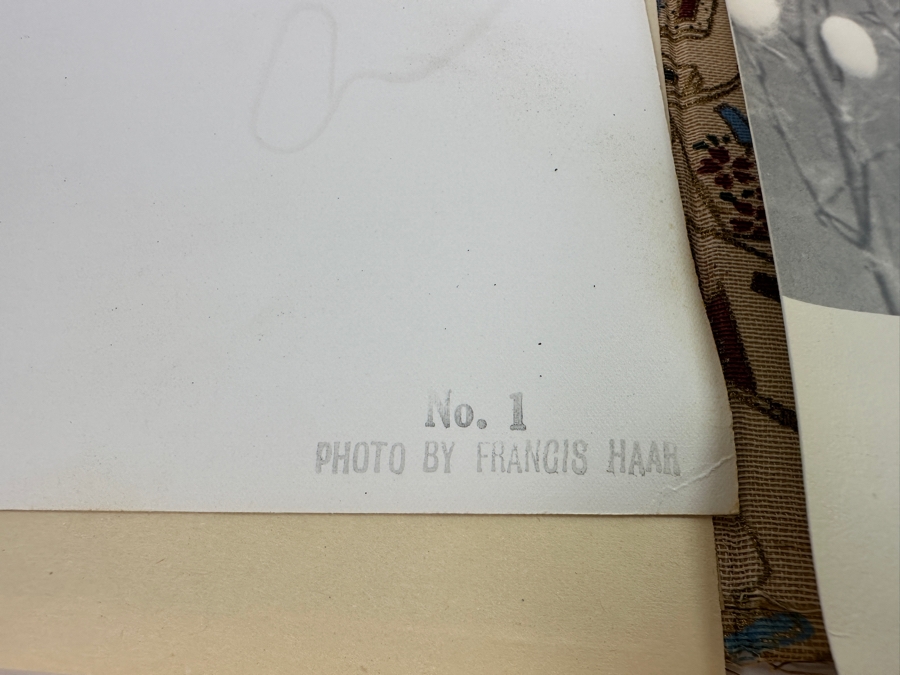 No. 1
PHOTO BY FRANCIS HAAR